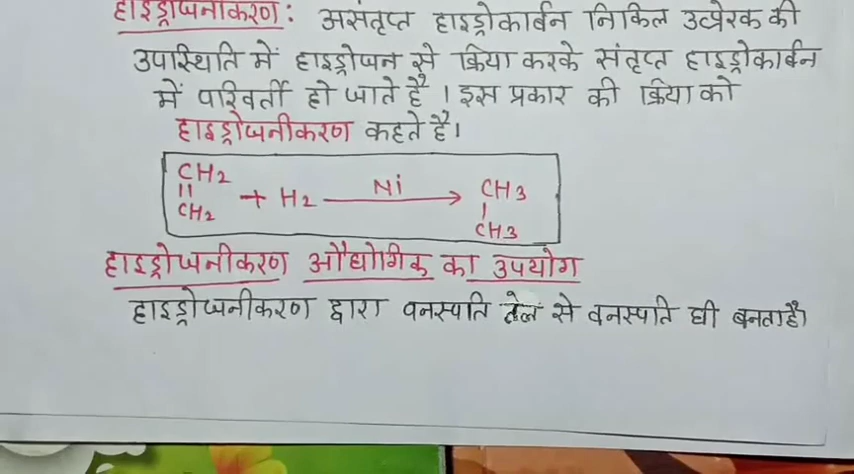 हाइड्रोजनीकरण: असंतृप्त हाइड्रोकार्बन निकिल उत्प्रेरक की
उपास्थिति में हाइड्रोजन से क्रिया करके संतृप्त हाइड्रोकार्बन
में परिवर्ती हो जाते है । इस प्रकार की क्रिया को
हाइड्रोजनीकरण कहते है।
CH2
||
CH2
+ H2 Ni →
CH3
|
CH3
हाइड्रोजनीकरण औद्योगिक का उपयोग
हाइड्रोजनीकरण द्वारा वनस्पति तेल से वनस्पति घी बनता है।